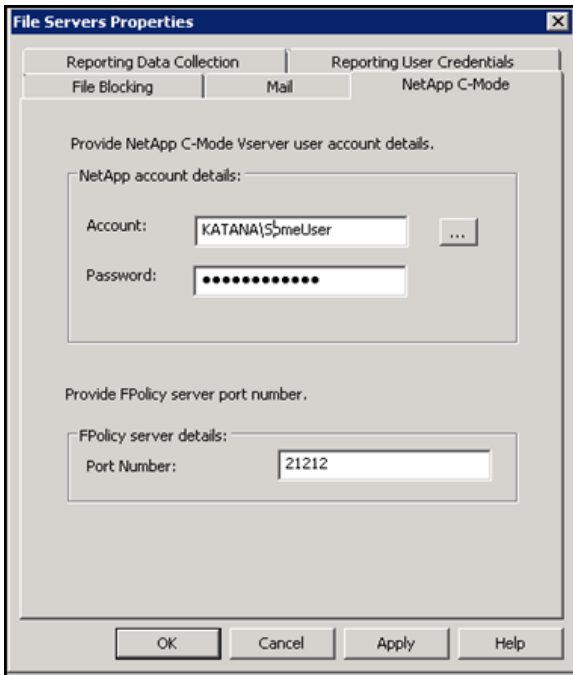 File Servers Properties
Reporting Data Collection
Reporting User Credentials
File Blocking
Mail
NetApp C-Mode
Provide NetApp C-Mode Vserver user account details.
NetApp account details:
Account:
KATANA\SomeUser
...
Password:
●●●●●●●●●●●●
Provide FPolicy server port number.
FPolicy server details:
Port Number:
21212
OK
Cancel
Apply
Help